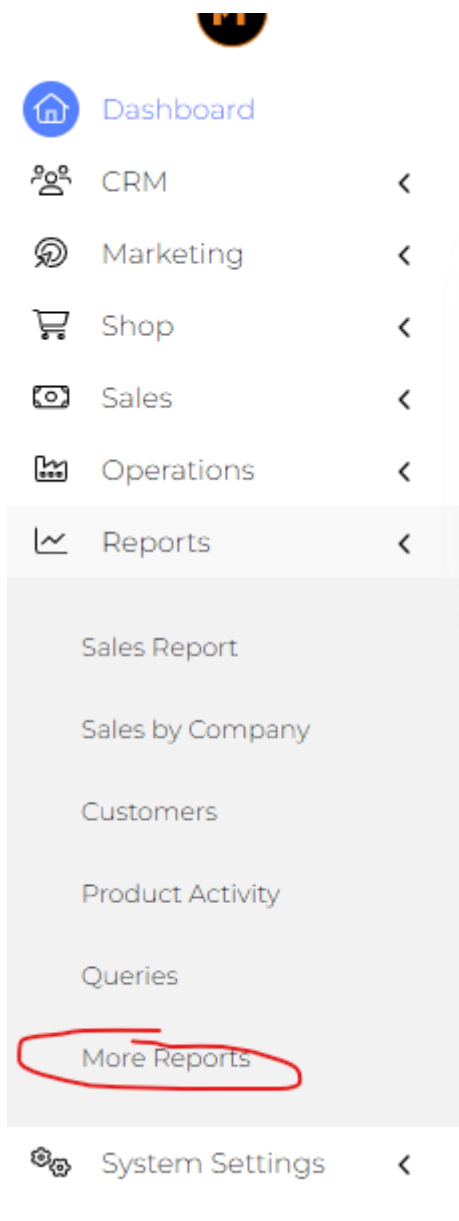 Dashboard
CRM
Marketing
Shop
Sales
Operations
Reports
Sales Report
Sales by Company
Customers
Product Activity
Queries
More Reports
System Settings